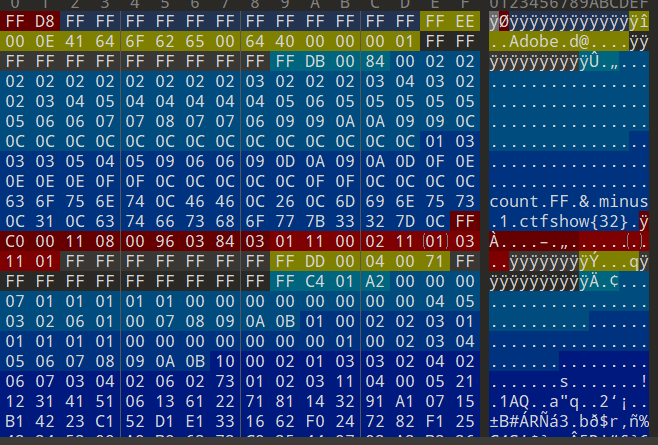 0 1 2 3 4 5 6 7 8 9 A B C D E F 0123456789ABCDEF
FF D8 FF FF FF FF FF FF FF FF FF FF FF FF FF EE ÿØÿÿÿÿÿÿÿÿÿÿÿÿÿî
00 0E 41 64 6F 62 65 00 64 40 00 00 00 01 FF FF ..Adobe.d@....ÿÿ
FF FF FF FF FF FF FF FF FF FF DB 00 84 00 02 02 ÿÿÿÿÿÿÿÿÿÿÛ.„...
02 02 02 02 02 02 02 03 02 02 02 02 03 04 03 02 ................
02 03 04 05 04 04 04 04 04 05 06 05 05 05 05 05 ................
05 06 06 07 07 08 07 07 06 09 09 0A 0A 09 09 0C ................
0C 0C 0C 0C 0C 0C 0C 0C 0C 0C 0C 0C 0C 0C 01 03 ................
03 03 05 04 05 09 06 06 09 0D 0A 09 0A 0D 0F 0E ................
0E 0E 0E 0F 0F 0C 0C 0C 0C 0C 0C 0C 0C 0C 0C 0C ................
63 6F 75 6E 74 0C 46 46 0C 26 0C 6D 69 6E 75 73 count.FF.&.minus
0C 31 0C 63 74 66 73 68 6F 77 7B 33 32 7D 0C FF .1.ctfshow{32}.ÿ
C0 00 11 08 00 96 03 84 03 01 11 00 02 11 01 03 À....–.„........
11 01 FF FF FF FF FF FF FF FF DD 00 04 00 71 FF ..ÿÿÿÿÿÿÿÿÝ...qÿ
FF FF FF FF FF FF FF FF FF FF C4 01 A2 00 00 00 ÿÿÿÿÿÿÿÿÿÿÄ.¢...
07 01 01 01 01 01 00 00 00 00 00 00 00 00 04 05 ................
03 02 06 01 00 07 08 09 0A 0B 01 00 02 02 03 01 ................
01 01 01 01 00 00 00 00 00 00 00 01 00 02 03 04 ................
05 06 07 08 09 0A 0B 10 00 02 01 03 03 02 04 02 ................
06 07 03 04 02 06 02 73 01 02 03 11 04 00 05 21 .......s.......!
12 31 41 51 06 13 61 22 71 81 14 32 91 A1 07 15 .1AQ..a"q..2‘¡..
B1 42 23 C1 52 D1 E1 33 16 62 F0 24 72 82 F1 25 ±B#ÁRÑá3.bð$r‚ñ%